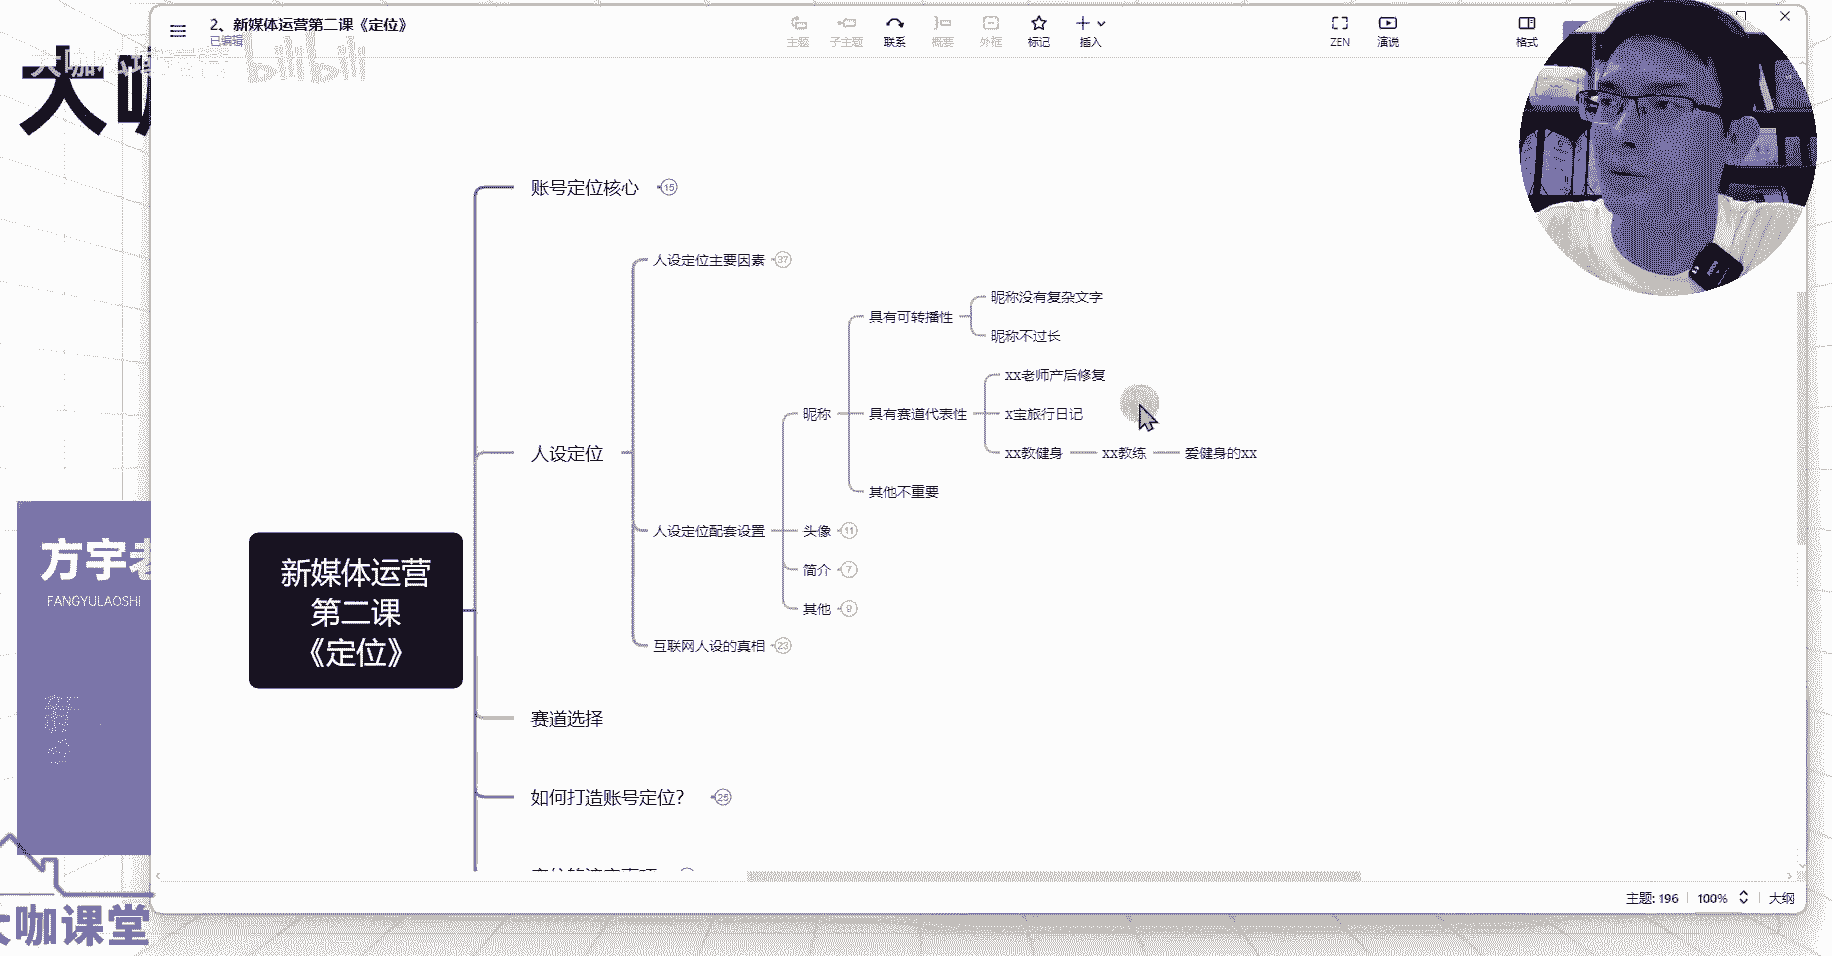 2、新媒体运营第二课《定位》
已编辑
主题
子主题
联系
概要
外框
标记
插入
ZEN
演说
格式
bilibili
大咖
账号定位核心 15
人设定位主要因素 37
昵称没有复杂文字
具有可转播性
昵称不过长
xx老师产后修复
昵称
具有赛道代表性
x宝旅行日记
人设定位
xx教健身
xx教练
爱健身的xx
其他不重要
人设定位配套设置
头像 11
简介 7
其他 9
新媒体运营
第二课
《定位》
互联网人设的真相 23
赛道选择
如何打造账号定位？ 25
方宇老
FANGYULAOSHI
大咖课堂
主题: 196
100%
大纲